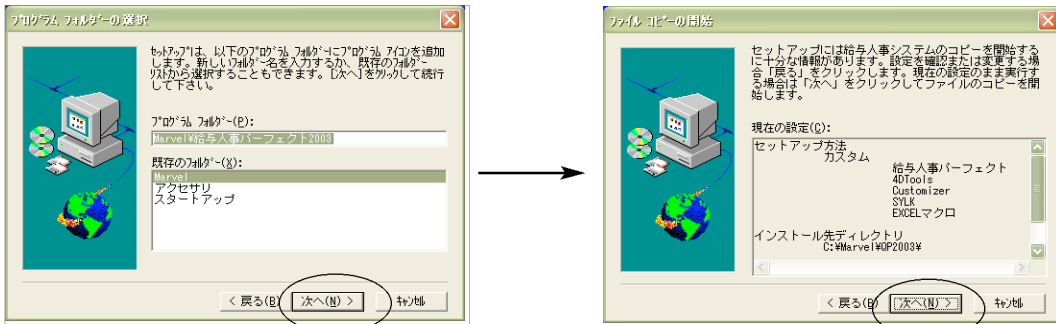 ﾌﾟﾛｸﾞﾗﾑ ﾌｫﾙﾀﾞｰの選択
ｾｯﾄｱｯﾌﾟは、以下のﾌﾟﾛｸﾞﾗﾑ ﾌｫﾙﾀﾞｰにﾌﾟﾛｸﾞﾗﾑ ｱｲｺﾝを追加
します。新しいﾌｫﾙﾀﾞｰ名を入力するか、既存のﾌｫﾙﾀﾞｰ
ﾘｽﾄから選択することもできます。[次へ]をｸﾘｯｸして続行
して下さい。
ﾌﾟﾛｸﾞﾗﾑ ﾌｫﾙﾀﾞｰ(P):
Marvel¥給与人事パーフェクト2003
既存のﾌｫﾙﾀﾞｰ(X):
Marvel
アクセサリ
スタートアップ
< 戻る(B)
次へ(N) >
ｷｬﾝｾﾙ
ﾌｧｲﾙ ｺﾋﾟｰの開始
セットアップには給与人事システムのコピーを開始する
に十分な情報があります。設定を確認または変更する場
合「戻る」をクリックします。現在の設定のまま実行す
る場合は「次へ」をクリックしてファイルのコピーを開
始します。
現在の設定(C):
セットアップ方法
カスタム
給与人事パーフェクト
4DTools
Customizer
SYLK
EXCELマクロ
インストール先ディレクトリ
C:¥Marvel¥QP2003¥
< 戻る(B)
次へ(N) >
ｷｬﾝｾﾙ